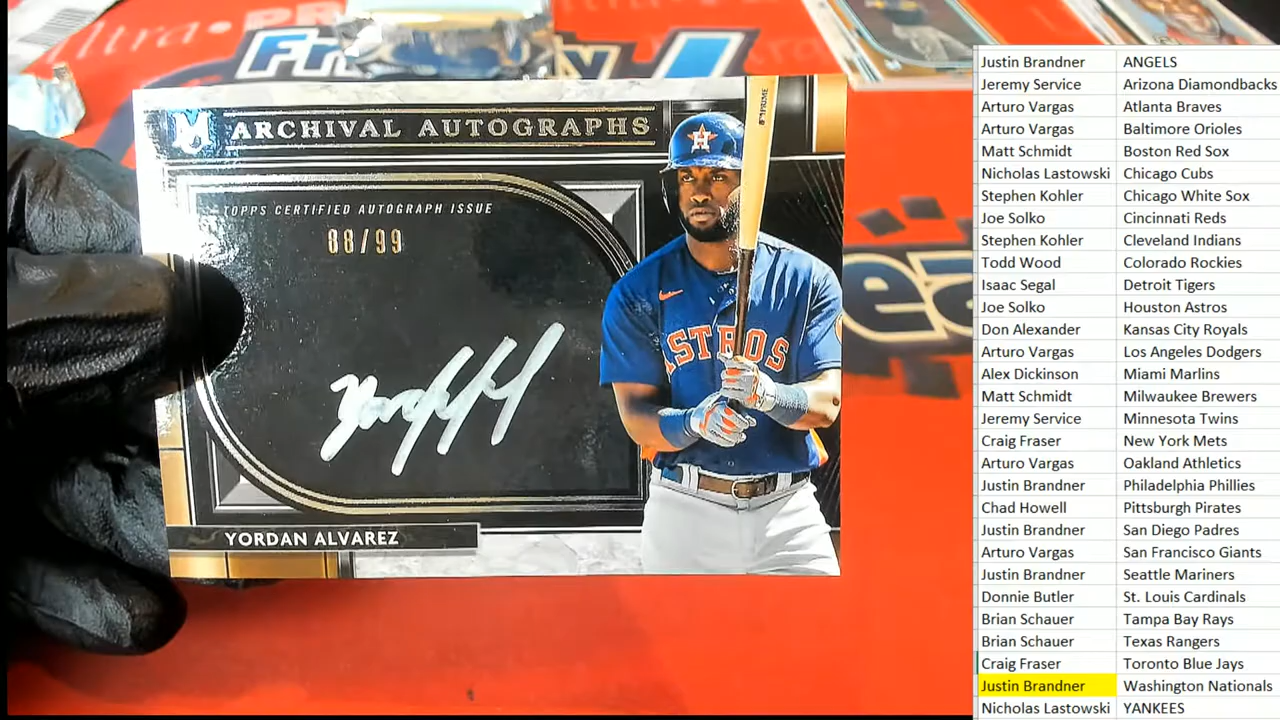 M ARCHIVAL AUTOGRAPHS
TOPPS CERTIFIED AUTOGRAPH ISSUE
88/99
ASTROS
YORDAN ALVAREZ
Justin Brandner ANGELS
Jeremy Service Arizona Diamondbacks
Arturo Vargas Atlanta Braves
Arturo Vargas Baltimore Orioles
Matt Schmidt Boston Red Sox
Nicholas Lastowski Chicago Cubs
Stephen Kohler Chicago White Sox
Joe Solko Cincinnati Reds
Stephen Kohler Cleveland Indians
Todd Wood Colorado Rockies
Isaac Segal Detroit Tigers
Joe Solko Houston Astros
Don Alexander Kansas City Royals
Arturo Vargas Los Angeles Dodgers
Alex Dickinson Miami Marlins
Matt Schmidt Milwaukee Brewers
Jeremy Service Minnesota Twins
Craig Fraser New York Mets
Arturo Vargas Oakland Athletics
Justin Brandner Philadelphia Phillies
Chad Howell Pittsburgh Pirates
Justin Brandner San Diego Padres
Arturo Vargas San Francisco Giants
Justin Brandner Seattle Mariners
Donnie Butler St. Louis Cardinals
Brian Schauer Tampa Bay Rays
Brian Schauer Texas Rangers
Craig Fraser Toronto Blue Jays
Justin Brandner Washington Nationals
Nicholas Lastowski YANKEES